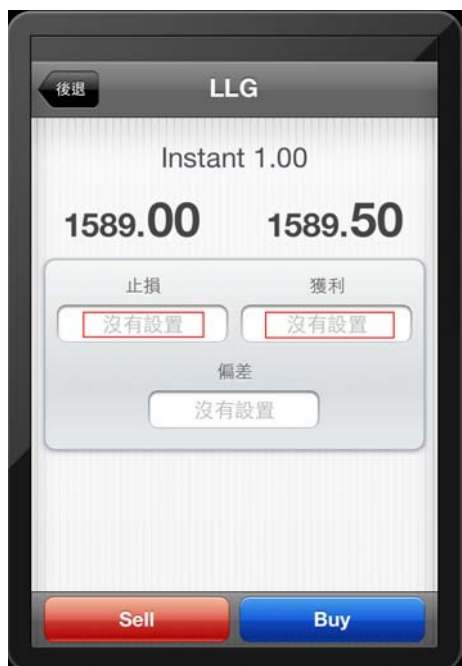 後退
LLG
Instant 1.00
1589.00 1589.50
止損 獲利
沒有設置 沒有設置
偏差
沒有設置
Sell Buy